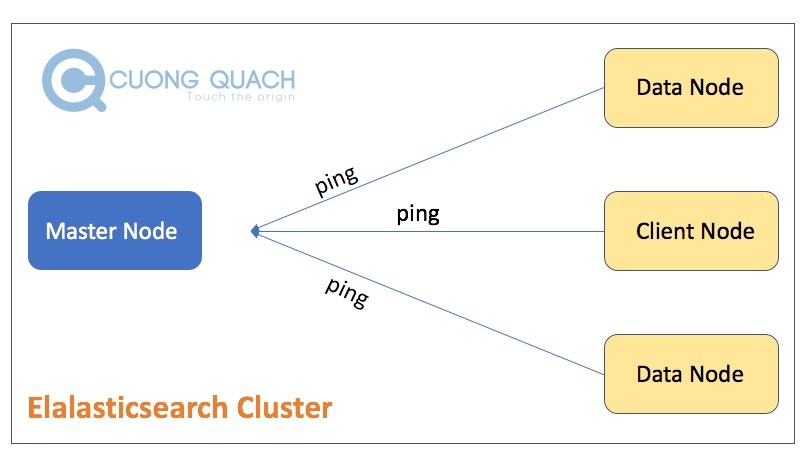 CUONG QUACH
Touch the origin
Data Node
ping
Master Node
ping
Client Node
ping
Data Node
Elalasticsearch Cluster